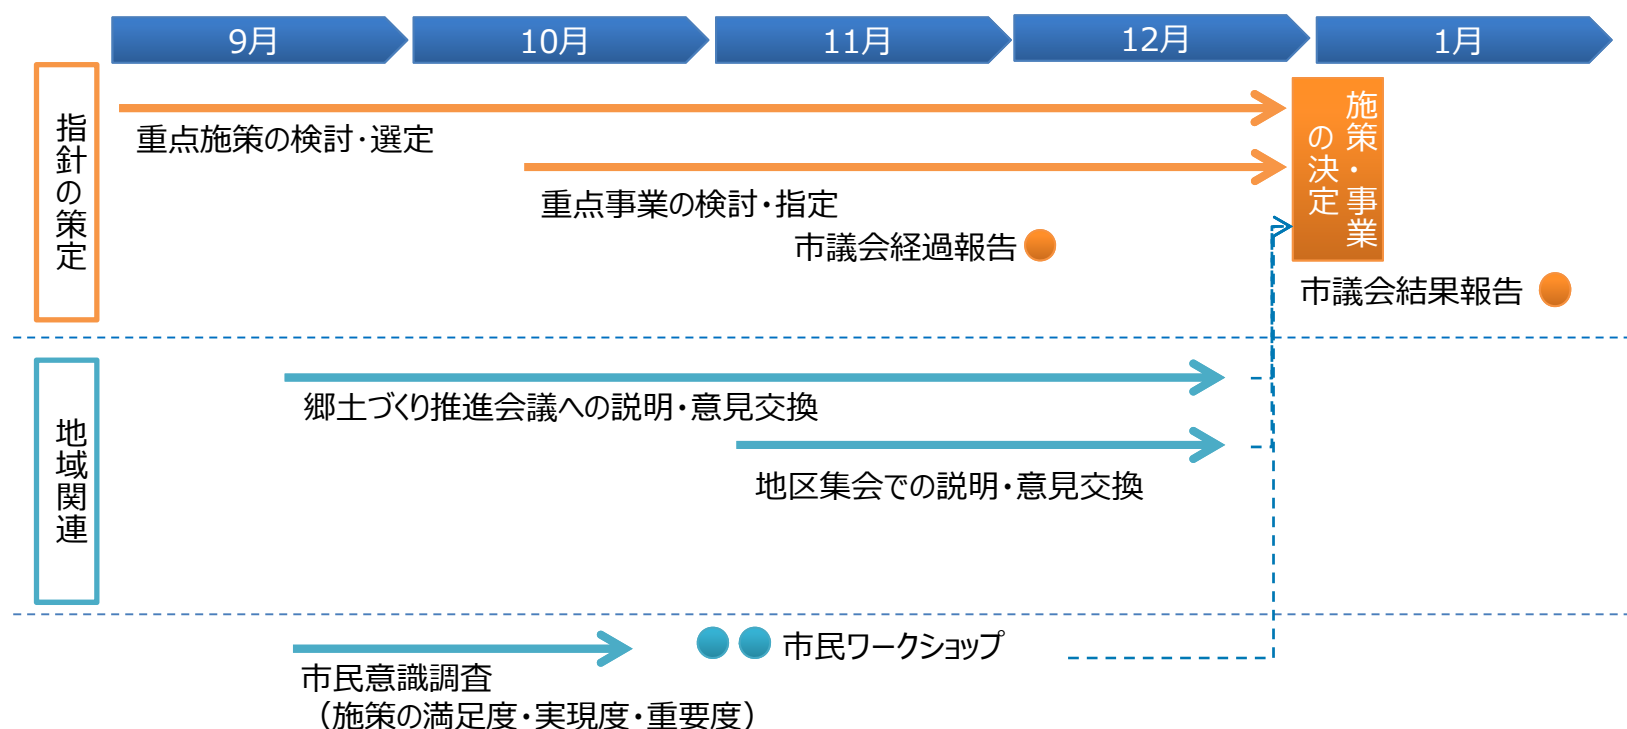 9月
10月
11月
12月
1月
指針の策定
重点施策の検討・選定
重点事業の検討・指定
市議会経過報告
施策・事業
の決定
市議会結果報告
地域関連
郷土づくり推進会議への説明・意見交換
地区集会での説明・意見交換
市民ワークショップ
市民意識調査
（施策の満足度・実現度・重要度）